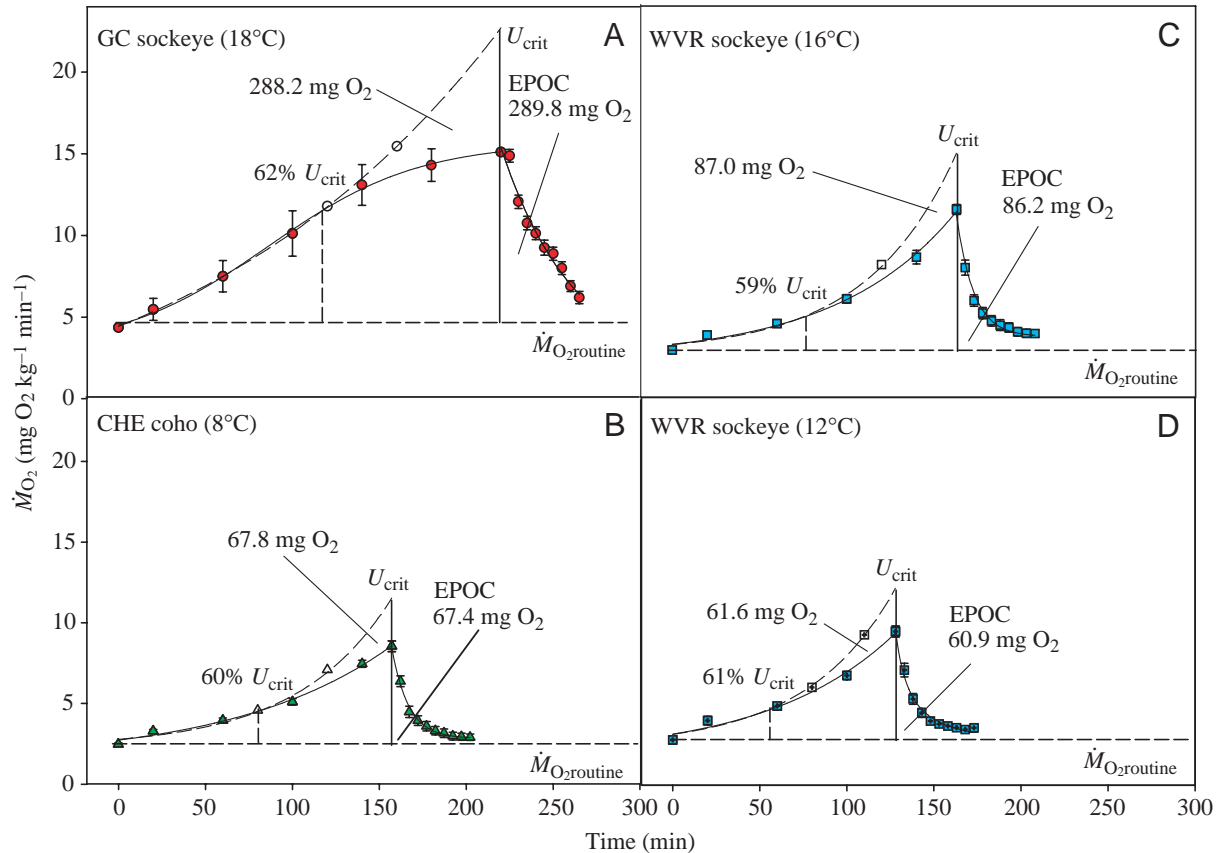 GC sockeye (18°C)
A
Ucrit
288.2 mg O2
EPOC
289.8 mg O2
62% Ucrit
ṀO2routine
20
15
10
5
0
WVR sockeye (16°C)
C
Ucrit
87.0 mg O2
EPOC
86.2 mg O2
59% Ucrit
ṀO2routine
CHE coho (8°C)
B
67.8 mg O2
Ucrit
EPOC
67.4 mg O2
60% Ucrit
ṀO2routine
20
15
10
5
0
WVR sockeye (12°C)
D
Ucrit
61.6 mg O2
EPOC
60.9 mg O2
61% Ucrit
ṀO2routine
ṀO2 (mg O2 kg–1 min–1)
0 50 100 150 200 250 300
0 50 100 150 200 250 300
Time (min)